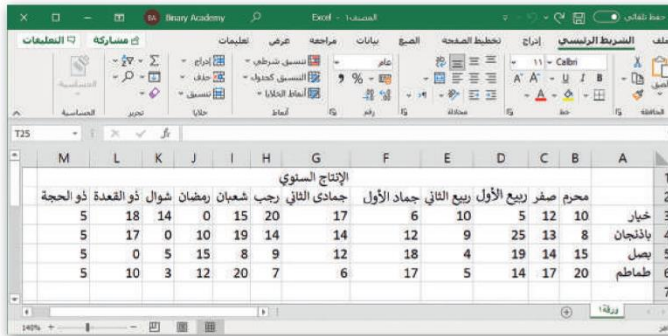 حفظ تلقائي المصنف1 - Excel Binary Academy BA
ملف الشريط الرئيسي إدراج تخطيط الصفحة الصيغ بيانات مراجعة عرض تعليمات مشاركة التعليقات
لصق Calibri ١١ عام تنسيق شرطي إدراج
U I B % التنسيق كجدول حذف
A أنماط الخلايا تنسيق الحساسية
الحافظة خط محاذاة رقم أنماط خلايا تحرير الحساسية
T25 fx
A B C D E F G H I J K L M
1 الإنتاج السنوي
2 محرم صفر ربيع الأول ربيع الثاني جماد الأول جمادى الثاني رجب شعبان رمضان شوال ذو القعدة ذو الحجة
3 خيار 10 12 5 10 6 17 20 15 0 14 18 5
4 باذنجان 8 13 25 9 12 14 14 19 10 0 17 5
5 بصل 15 14 19 4 18 12 9 8 15 5 0 5
6 طماطم 20 17 14 5 17 6 7 20 12 3 10 5
7
ورقة1
140%